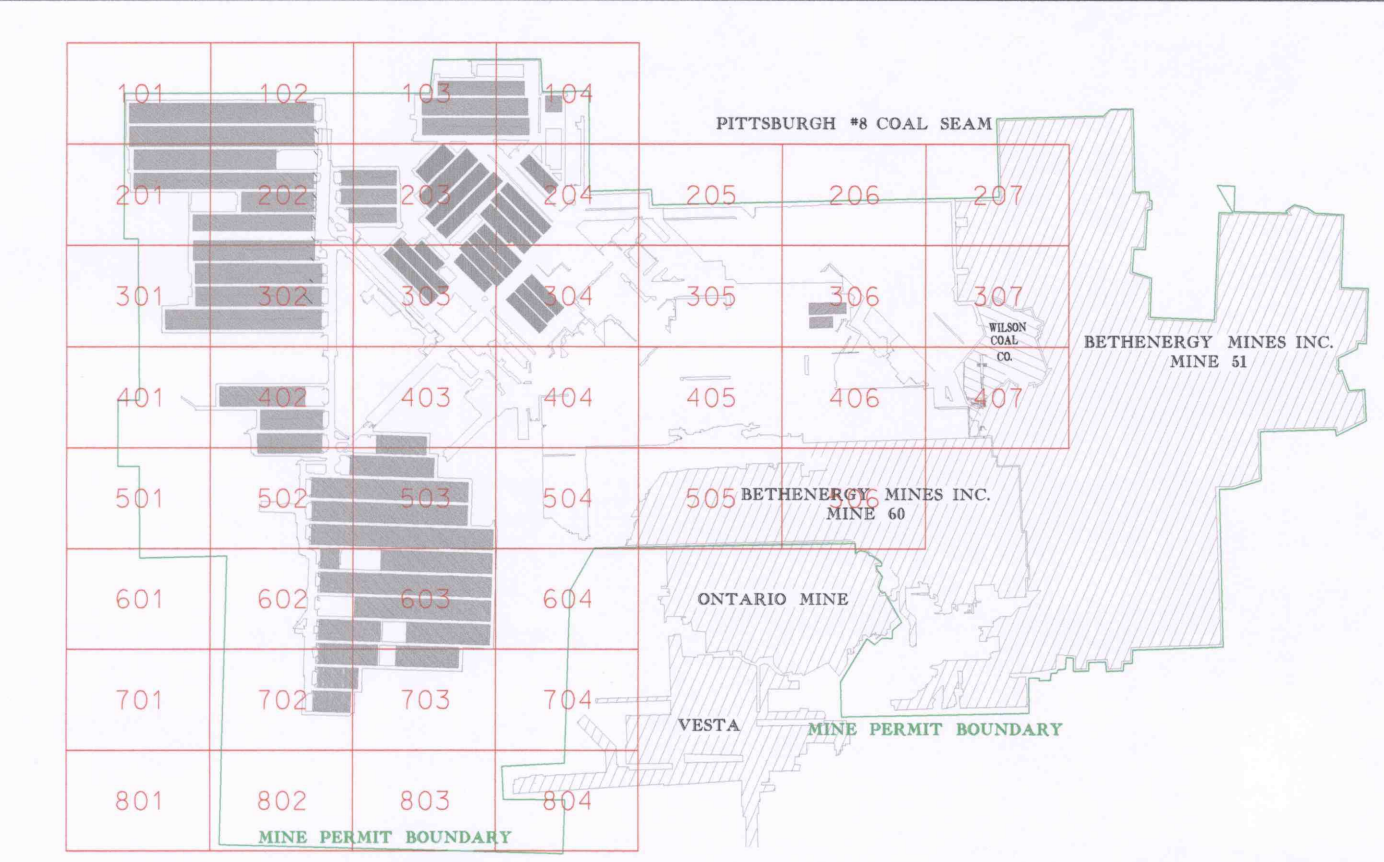 101 102 103 104
PITTSBURGH #8 COAL SEAM
201 202 203 204 205 206 207
301 302 303 304 305 306 307
WILSON
COAL
CO.
BETHENERGY MINES INC.
MINE 51
401 402 403 404 405 406 407
501 502 503 504 505 506
BETHENERGY MINES INC.
MINE 60
601 602 603 604
ONTARIO MINE
701 702 703 704
VESTA
MINE PERMIT BOUNDARY
801 802 803 804
MINE PERMIT BOUNDARY